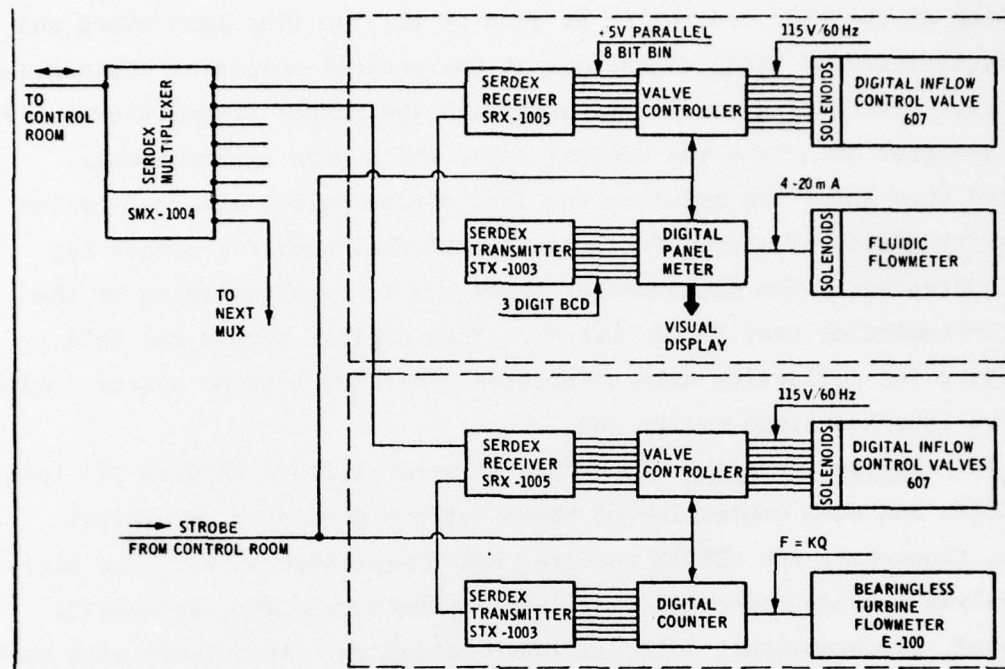 TO
CONTROL
ROOM
SERDEX
MULTIPLEXER
SMX-1004
TO
NEXT
MUX
+5V PARALLEL
8 BIT BIN
115 V/60 Hz
SERDEX
RECEIVER
SRX-1005
VALVE
CONTROLLER
SOLENOIDS
DIGITAL INFLOW
CONTROL VALVE
607
4 -20 mA
SERDEX
TRANSMITTER
STX-1003
DIGITAL
PANEL
METER
SOLENOIDS
FLUIDIC
FLOWMETER
3 DIGIT BCD
VISUAL
DISPLAY
115 V/60 Hz
SERDEX
RECEIVER
SRX-1005
VALVE
CONTROLLER
SOLENOIDS
DIGITAL INFLOW
CONTROL VALVES
607
STROBE
FROM CONTROL ROOM
F = KQ
SERDEX
TRANSMITTER
STX-1003
DIGITAL
COUNTER
BEARINGLESS
TURBINE
FLOWMETER
E -100